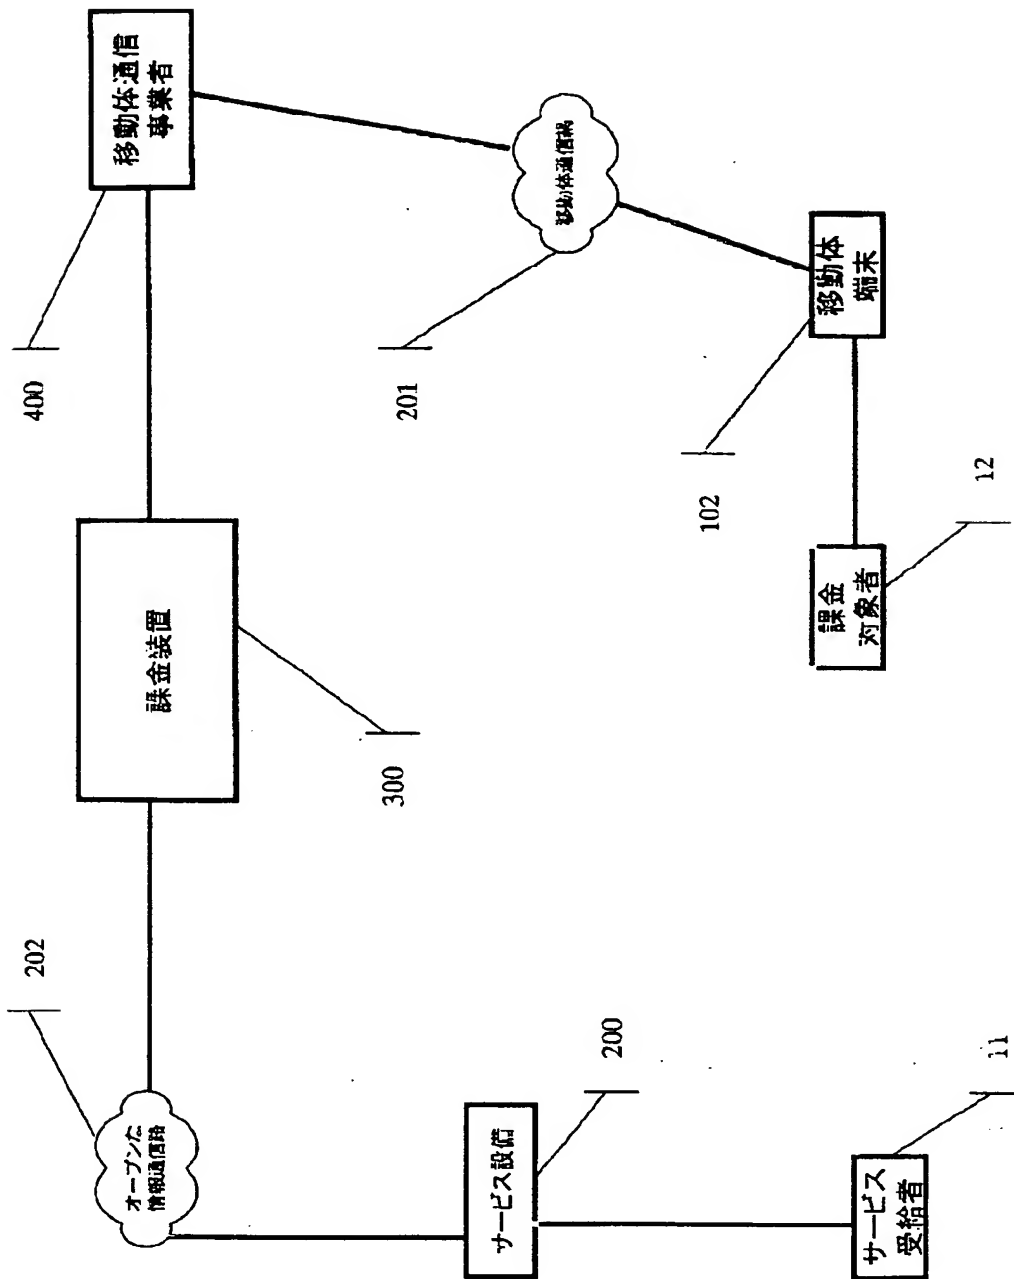 202
400
オープンな
情報通信路
課金装置
移動体通信
事業者
300
201
サービス設備
移動体通信網
200
102
サービス
受給者
課金
対象者
移動体
端末
11
12